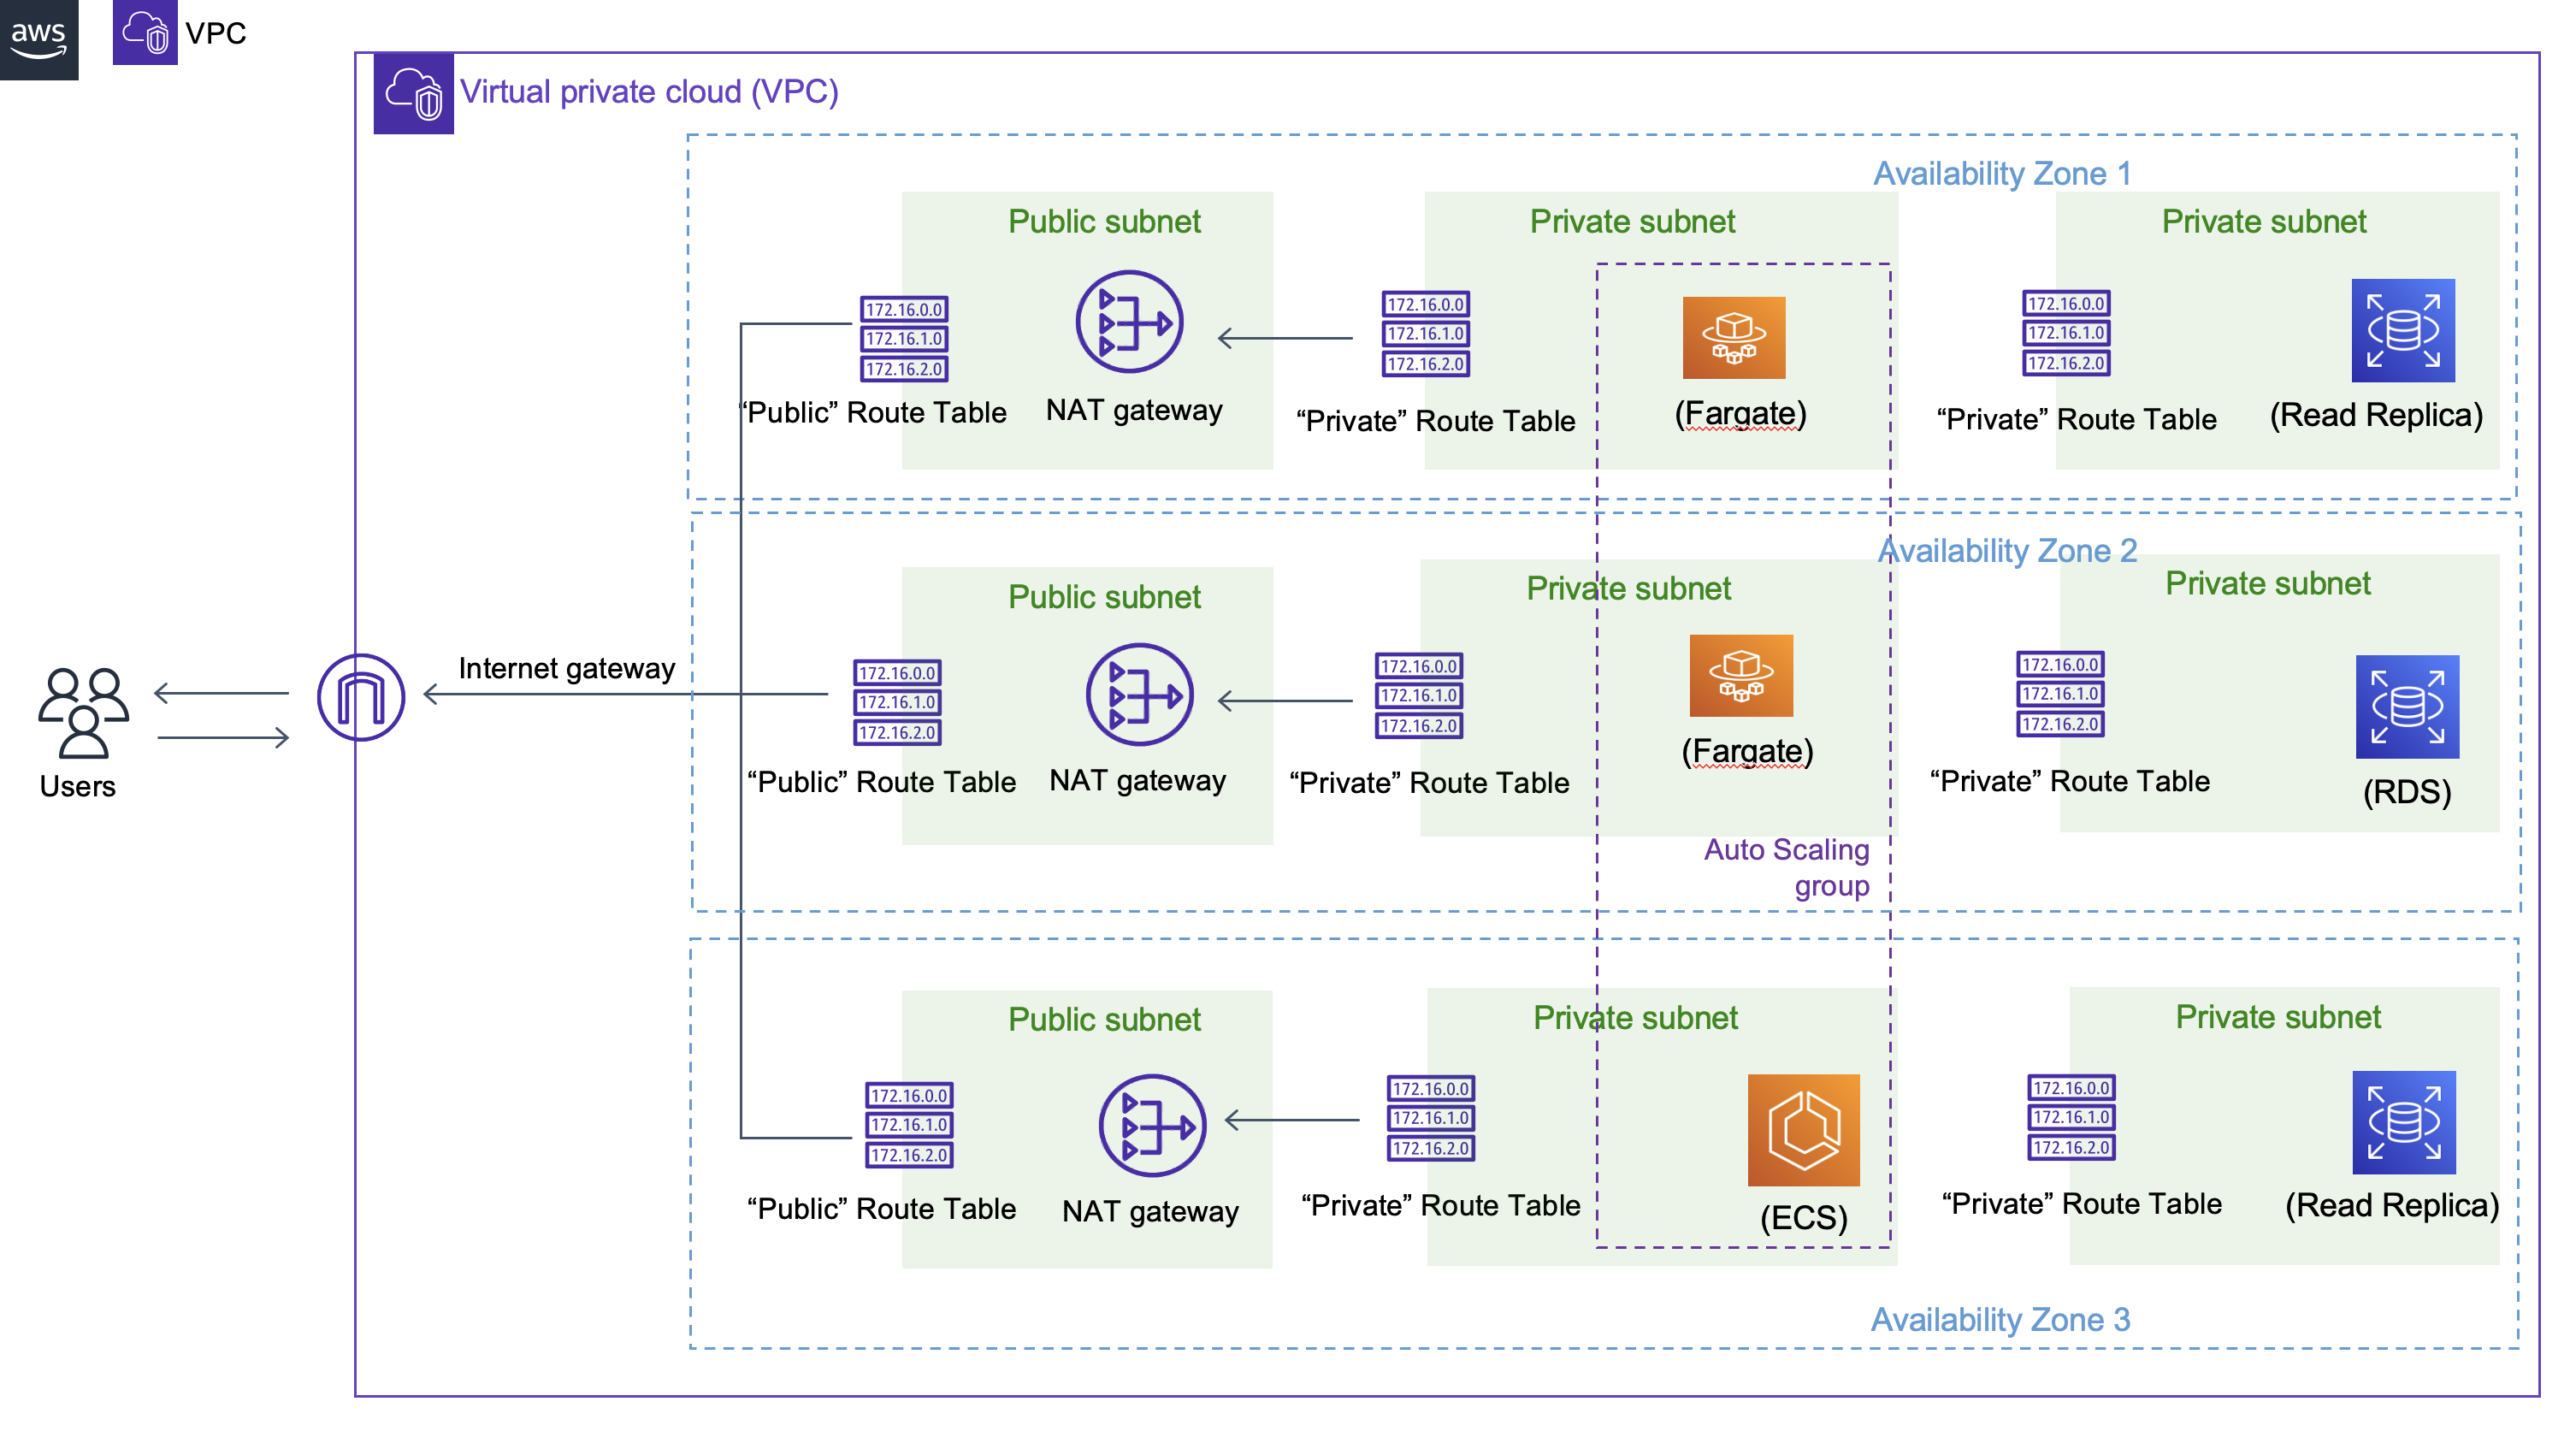 aws
VPC
Virtual private cloud (VPC)
Availability Zone 1
Public subnet
Private subnet
Private subnet
172.16.0.0
172.16.1.0
172.16.2.0
“Public” Route Table
NAT gateway
172.16.0.0
172.16.1.0
172.16.2.0
“Private” Route Table
(Fargate)
172.16.0.0
172.16.1.0
172.16.2.0
“Private” Route Table
(Read Replica)
Availability Zone 2
Public subnet
Private subnet
Private subnet
Users
Internet gateway
172.16.0.0
172.16.1.0
172.16.2.0
“Public” Route Table
NAT gateway
172.16.0.0
172.16.1.0
172.16.2.0
“Private” Route Table
(Fargate)
172.16.0.0
172.16.1.0
172.16.2.0
“Private” Route Table
(RDS)
Auto Scaling
group
Public subnet
Private subnet
Private subnet
172.16.0.0
172.16.1.0
172.16.2.0
“Public” Route Table
NAT gateway
172.16.0.0
172.16.1.0
172.16.2.0
“Private” Route Table
(ECS)
172.16.0.0
172.16.1.0
172.16.2.0
“Private” Route Table
(Read Replica)
Availability Zone 3